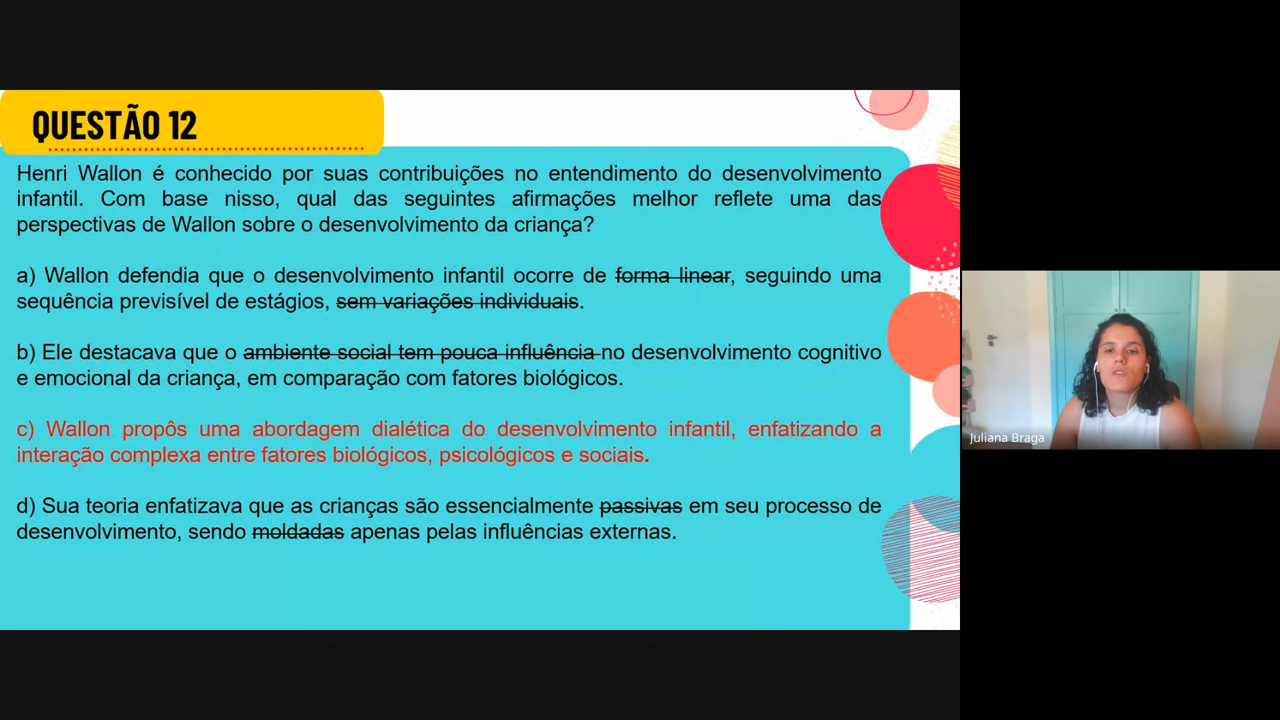 QUESTÃO 12
Henri Wallon é conhecido por suas contribuições no entendimento do desenvolvimento
infantil. Com base nisso, qual das seguintes afirmações melhor reflete uma das
perspectivas de Wallon sobre o desenvolvimento da criança?
a) Wallon defendia que o desenvolvimento infantil ocorre de forma linear, seguindo uma
sequência previsível de estágios, sem variações individuais.
b) Ele destacava que o ambiente social tem pouca influência no desenvolvimento cognitivo
e emocional da criança, em comparação com fatores biológicos.
c) Wallon propôs uma abordagem dialética do desenvolvimento infantil, enfatizando a
interação complexa entre fatores biológicos, psicológicos e sociais.
d) Sua teoria enfatizava que as crianças são essencialmente passivas em seu processo de
desenvolvimento, sendo moldadas apenas pelas influências externas.
Juliana Braga